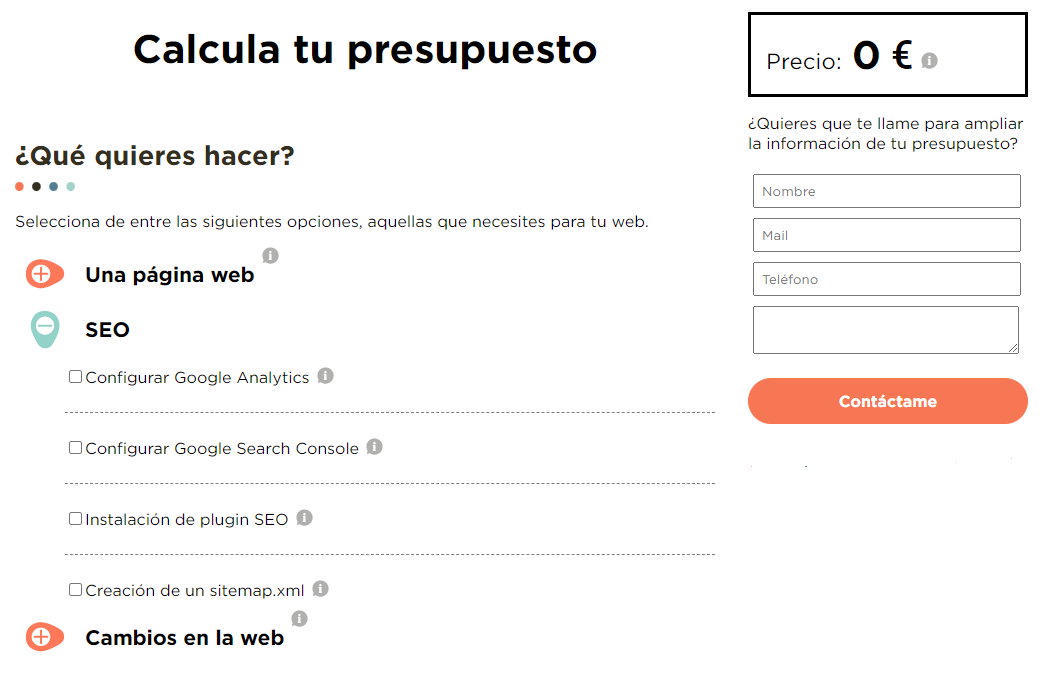 Calcula tu presupuesto
¿Qué quieres hacer?
Selecciona de entre las siguientes opciones, aquellas que necesites para tu web.
Una página web
SEO
Configurar Google Analytics
Configurar Google Search Console
Instalación de plugin SEO
Creación de un sitemap.xml
Cambios en la web
Precio: 0 €
¿Quieres que te llame para ampliar
la información de tu presupuesto?
Nombre
Mail
Teléfono
Contáctame